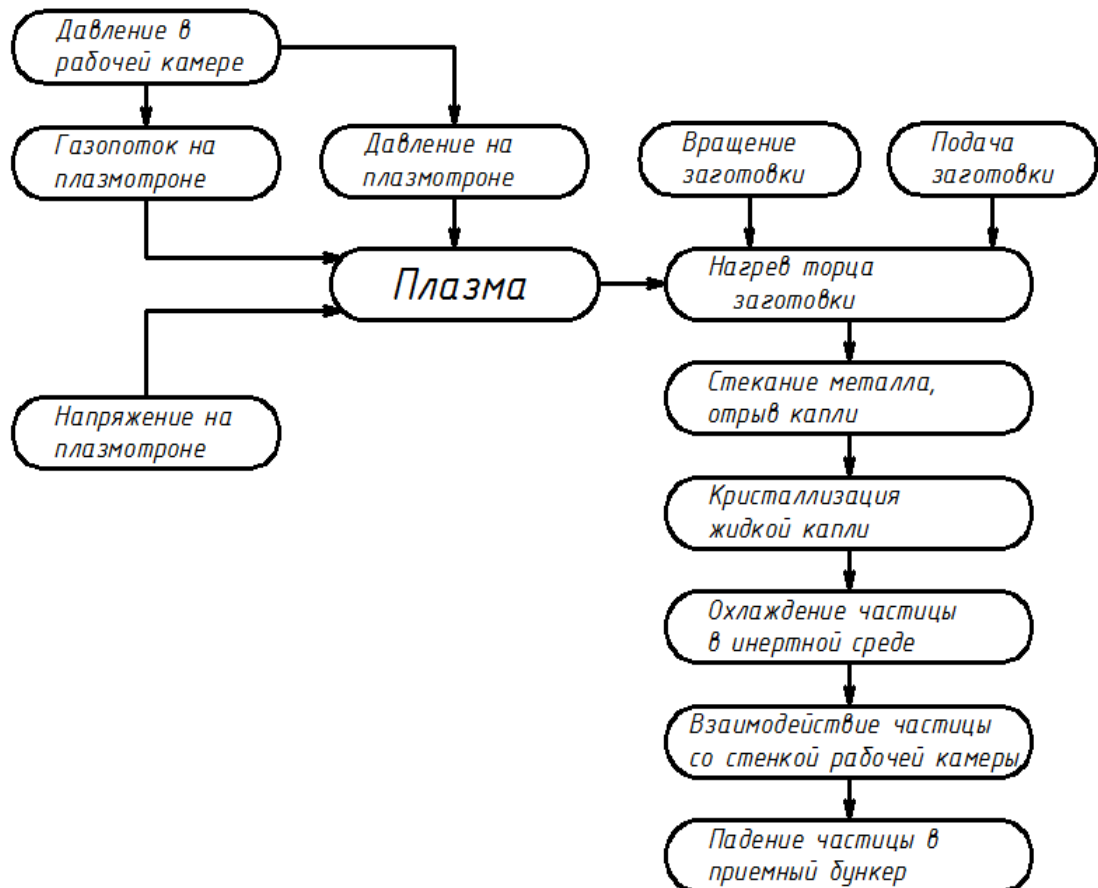 Давление в
рабочей камере
Газопоток на
плазмотроне
Давление на
плазмотроне
Вращение
заготовки
Подача
заготовки
Плазма
Нагрев торца
заготовки
Напряжение на
плазмотроне
Стекание металла,
отрыв капли
Кристаллизация
жидкой капли
Охлаждение частицы
в инертной среде
Взаимодействие частицы
со стенкой рабочей камеры
Падение частицы в
приемный бункер